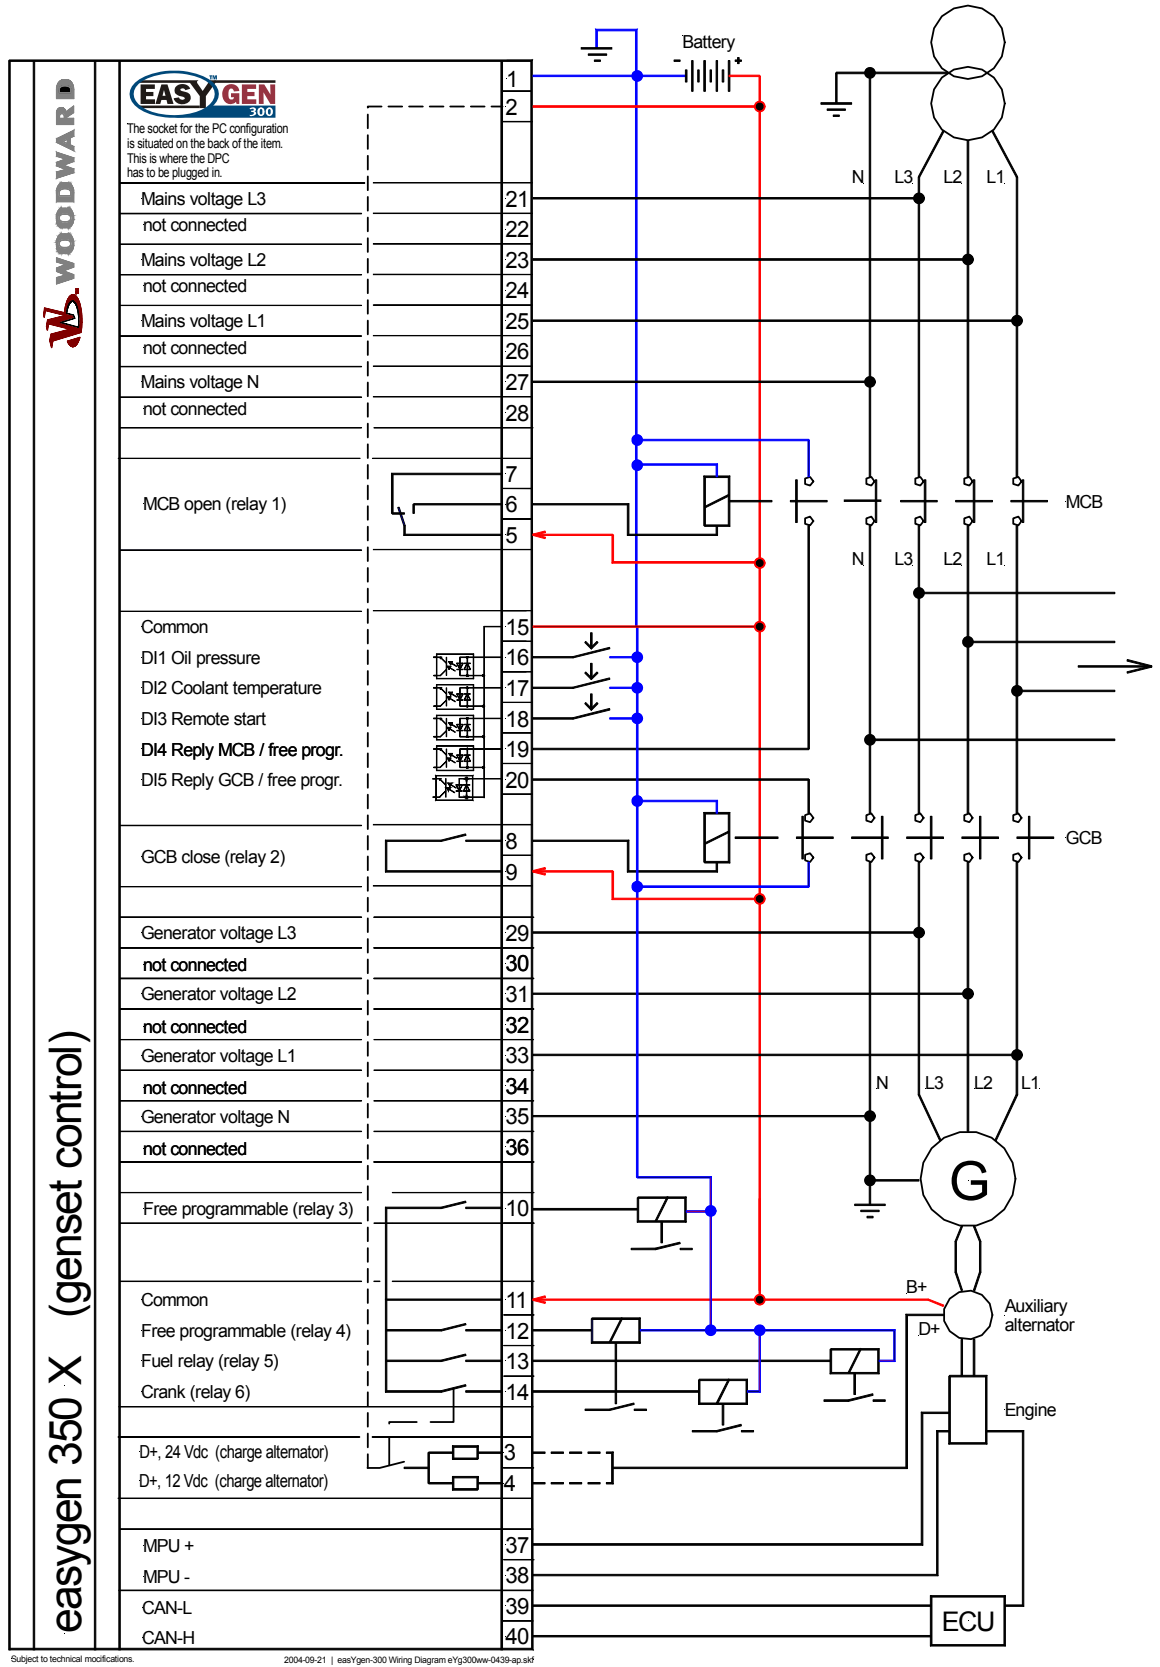 Battery
- +
1
EASYGEN™
300
2
The socket for the PC configuration
is situated on the back of the item.
This is where the DPC
has to be plugged in.
WOODWARD
N L3 L2 L1
Mains voltage L3 21
not connected 22
Mains voltage L2 23
not connected 24
Mains voltage L1 25
not connected 26
Mains voltage N 27
not connected 28
7
MCB open (relay 1) 6 MCB
5
N L3 L2 L1
Common 15
DI1 Oil pressure 16
DI2 Coolant temperature 17
DI3 Remote start 18
DI4 Reply MCB / free progr. 19
DI5 Reply GCB / free progr. 20
8 GCB
GCB close (relay 2)
9
Generator voltage L3 29
not connected 30
Generator voltage L2 31
not connected 32
Generator voltage L1 33
not connected 34
N L3 L2 L1
Generator voltage N 35
not connected 36
G
Free programmable (relay 3) 10
B+
Common 11
Auxiliary
alternator
D+
Free programmable (relay 4) 12
Fuel relay (relay 5) 13
Crank (relay 6) 14
Engine
D+, 24 Vdc (charge alternator) 3
D+, 12 Vdc (charge alternator) 4
MPU + 37
MPU - 38
CAN-L 39
ECU
CAN-H 40
easygen 350 X (genset control)
Subject to technical modifications.
2004-09-21 | easYgen-300 Wiring Diagram eYg300ww-0439-ap.skf